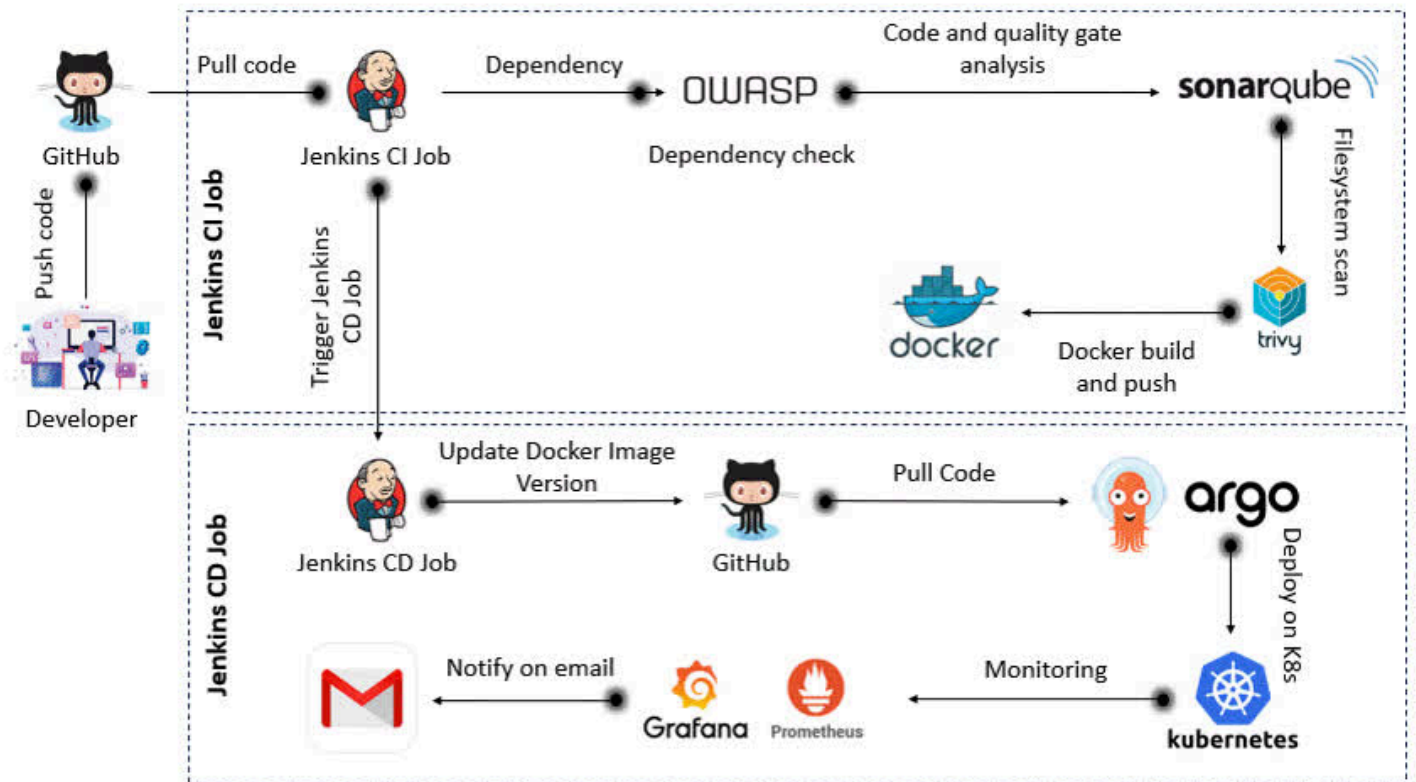 Pull code
Dependency
Code and quality gate
analysis
OWASP
sonarqube
GitHub
Jenkins CI Job
Dependency check
Filesystem scan
Push code
Jenkins CI Job
Trigger Jenkins
CD Job
docker
trivy
Docker build
and push
Developer
Update Docker Image
Version
Pull Code
argo
Jenkins CD Job
GitHub
Deploy on K8s
Jenkins CD Job
Notify on email
Monitoring
Grafana
Prometheus
kubernetes